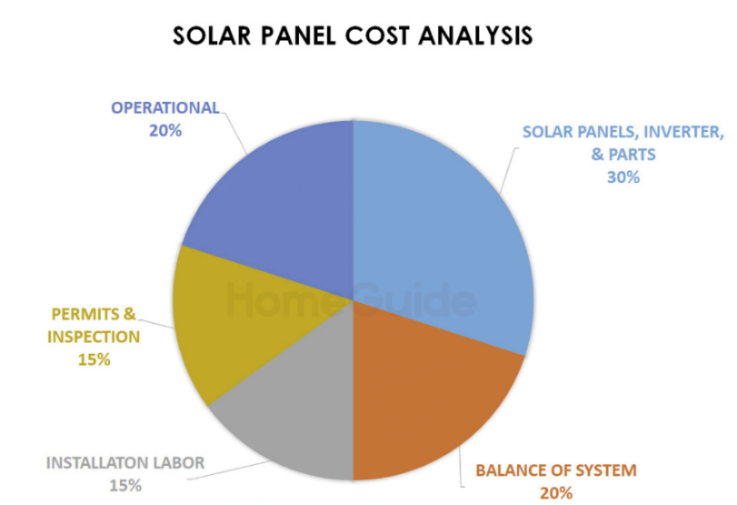 SOLAR PANEL COST ANALYSIS
OPERATIONAL
20%
SOLAR PANELS, INVERTER,
& PARTS
30%
HomeGuide
PERMITS &
INSPECTION
15%
INSTALLATON LABOR
15%
BALANCE OF SYSTEM
20%